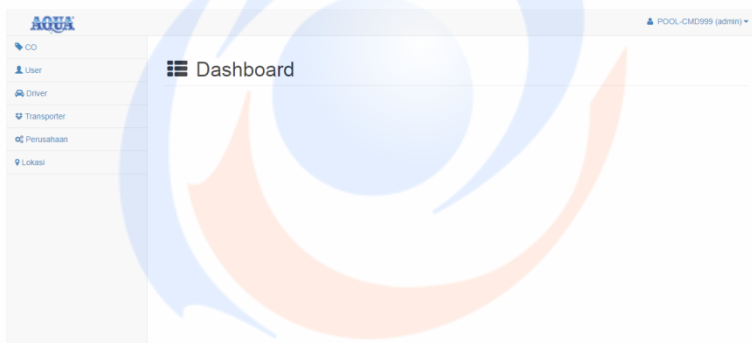 AQUA
POOL-CMD999 (admin)
CO
User
Dashboard
Driver
Transporter
Perusahaan
Lokasi